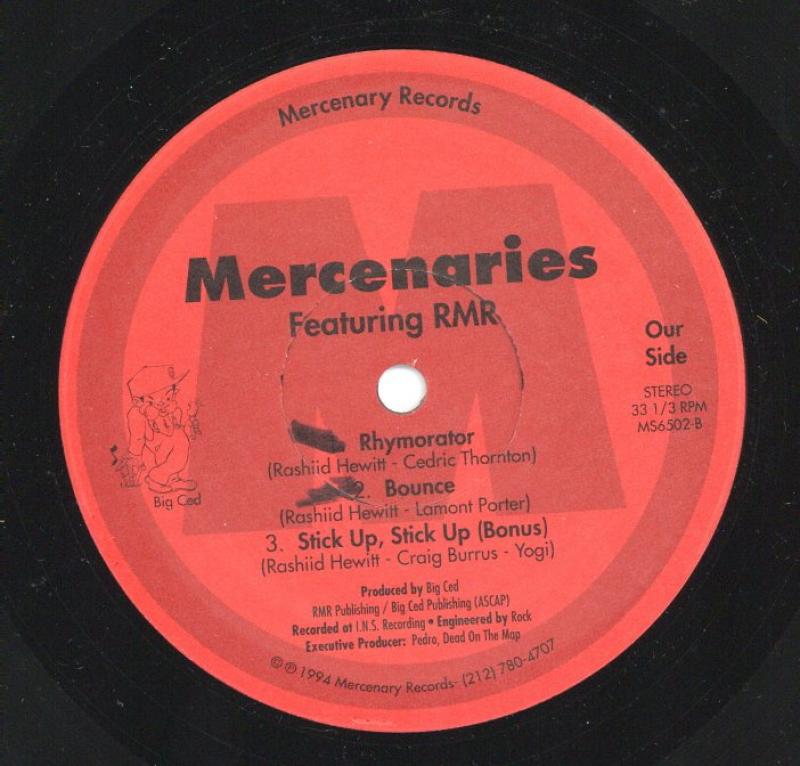 Mercenary Records
Mercenaries
Featuring RMR
Our
Side
STEREO
33 1/3 RPM
MS6502-B
Rhymorator
(Rashiid Hewitt - Cedric Thornton)
2. Bounce
(Rashiid Hewitt - Lamont Porter)
3. Stick Up, Stick Up (Bonus)
(Rashiid Hewitt - Craig Burrus - Yogi)
Big Ced
Produced by Big Ced
RMR Publishing / Big Ced Publishing (ASCAP)
Recorded at I.N.S. Recording • Engineered by Rock
Executive Producer: Pedro, Dead On The Map
© ℗ 1994 Mercenary Records- (212) 780-4707